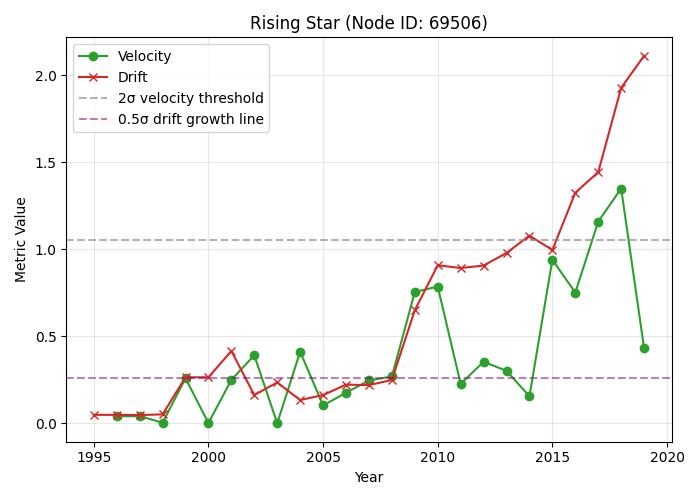 Rising Star (Node ID: 69506)
Velocity
Drift
2σ velocity threshold
0.5σ drift growth line
Metric Value
2.0
1.5
1.0
0.5
0.0
1995
2000
2005
2010
2015
2020
Year